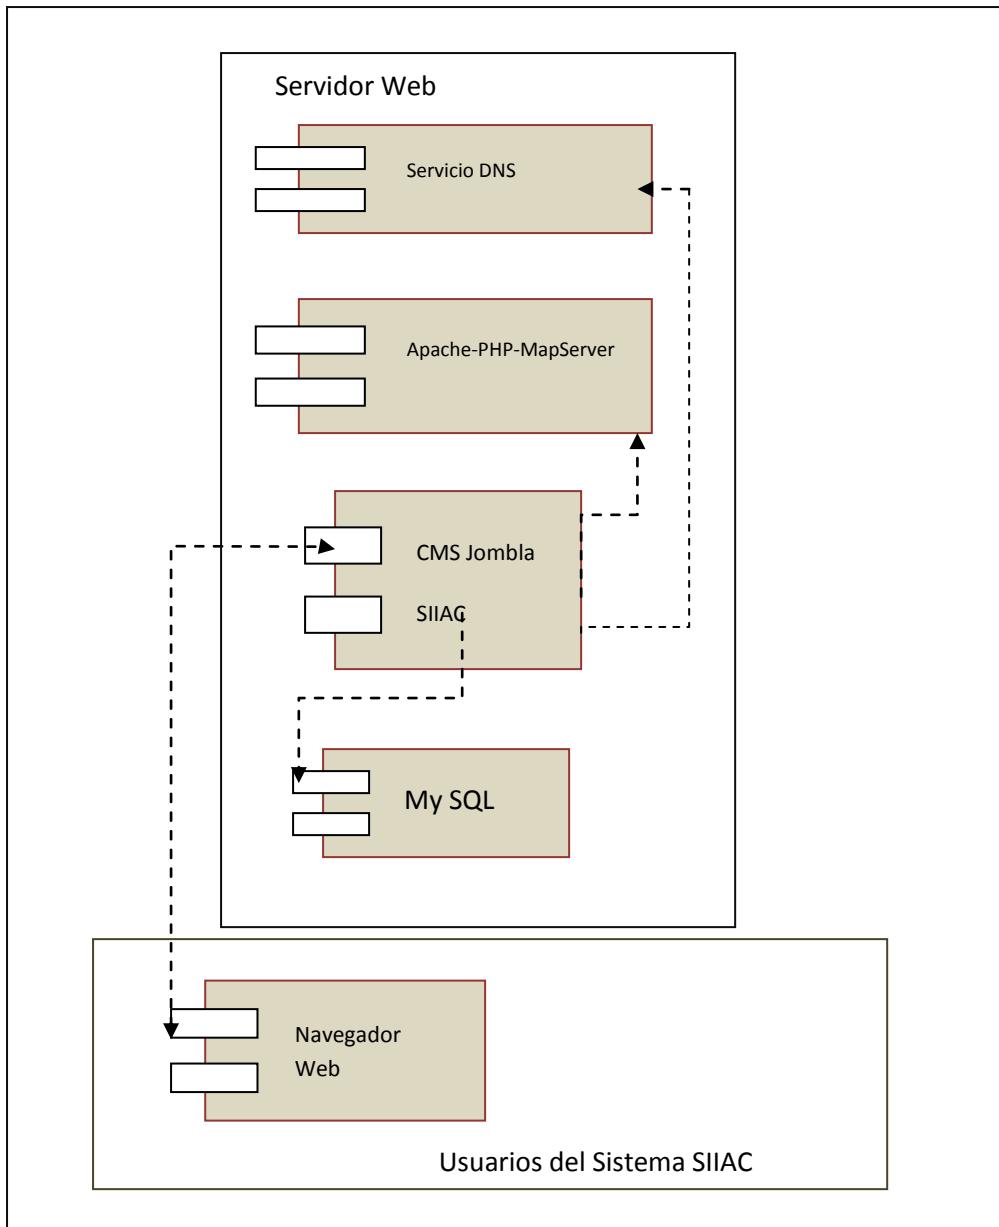 Servidor Web
Servicio DNS
Apache-PHP-MapServer
CMS Jombla
SIIAC
My SQL
Navegador
Web
Usuarios del Sistema SIIAC